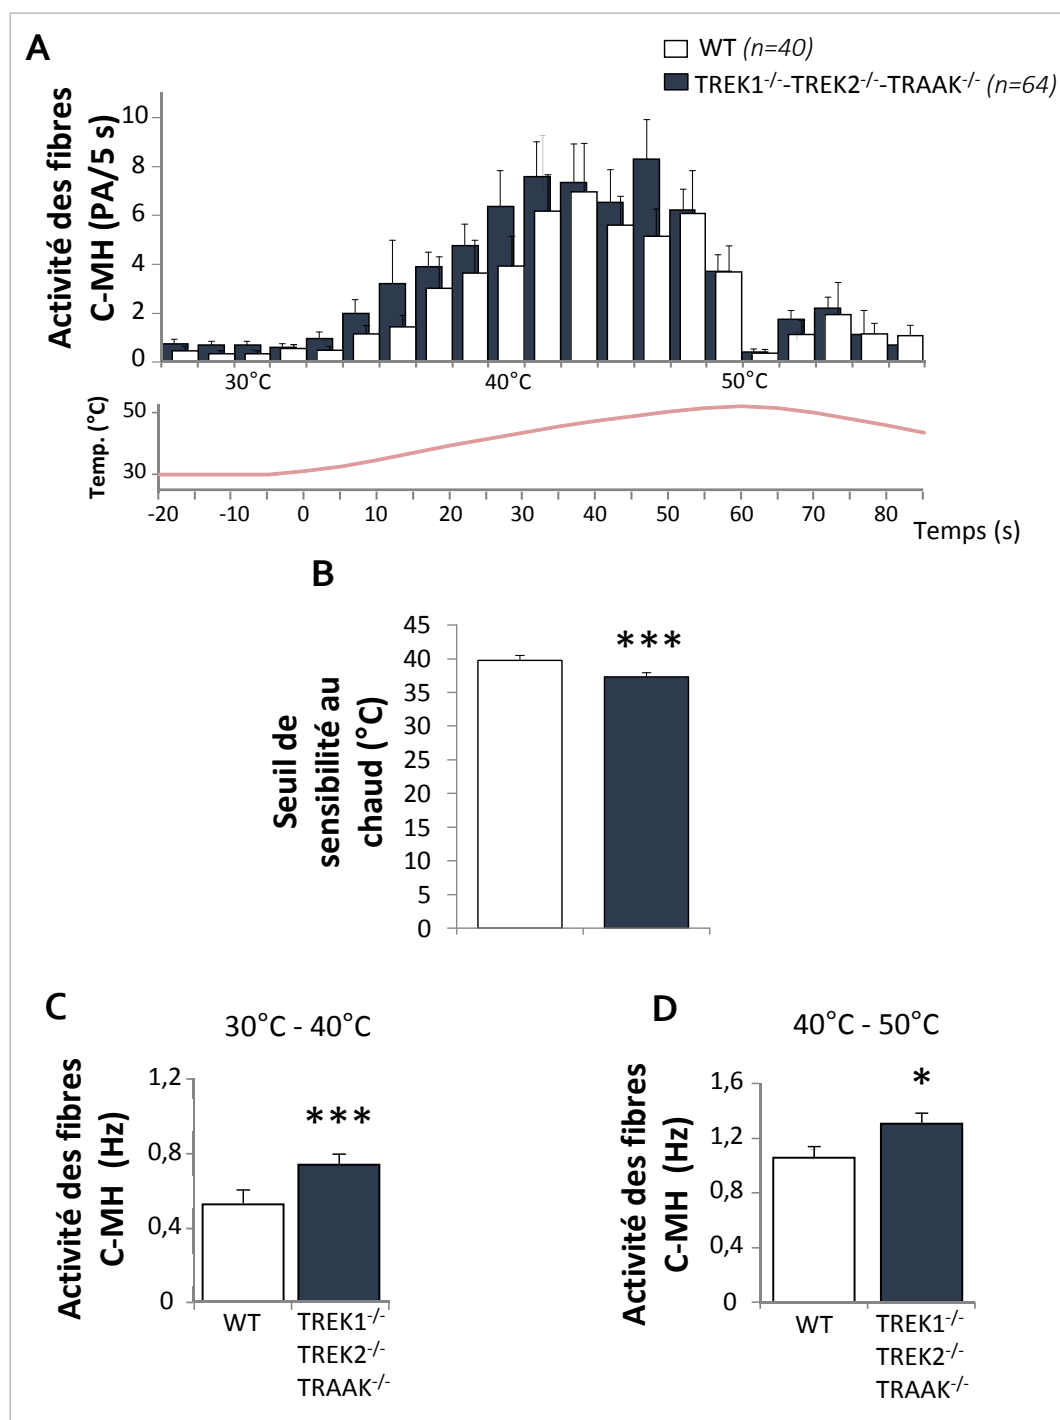 A
WT (n=40)
TREK1-/--TREK2-/--TRAAK-/- (n=64)
Activité des fibres
C-MH (PA/5 s)
10
8
6
4
2
0
30°C 40°C 50°C
Temp. (°C)
50
30
-20 -10 0 10 20 30 40 50 60 70 80
Temps (s)
B
Seuil de
sensibilité au
chaud (°C)
45
40
35
30
25
20
15
10
5
0
***
C
30°C - 40°C
Activité des fibres
C-MH (Hz)
1,2
0,8
0,4
0
***
WT
TREK1-/-
TREK2-/-
TRAAK-/-
D
40°C - 50°C
Activité des fibres
C-MH (Hz)
1,6
1,2
0,8
0,4
0
*
WT
TREK1-/-
TREK2-/-
TRAAK-/-